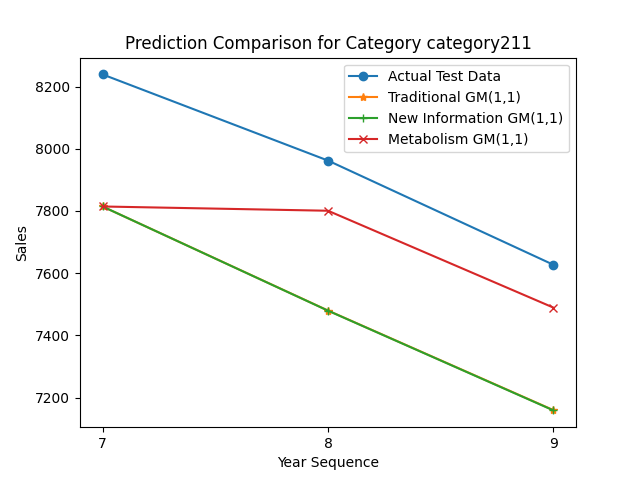 Prediction Comparison for Category category211
Actual Test Data
Traditional GM(1,1)
New Information GM(1,1)
Metabolism GM(1,1)
8200
8000
7800
7600
7400
7200
Sales
7 8 9
Year Sequence